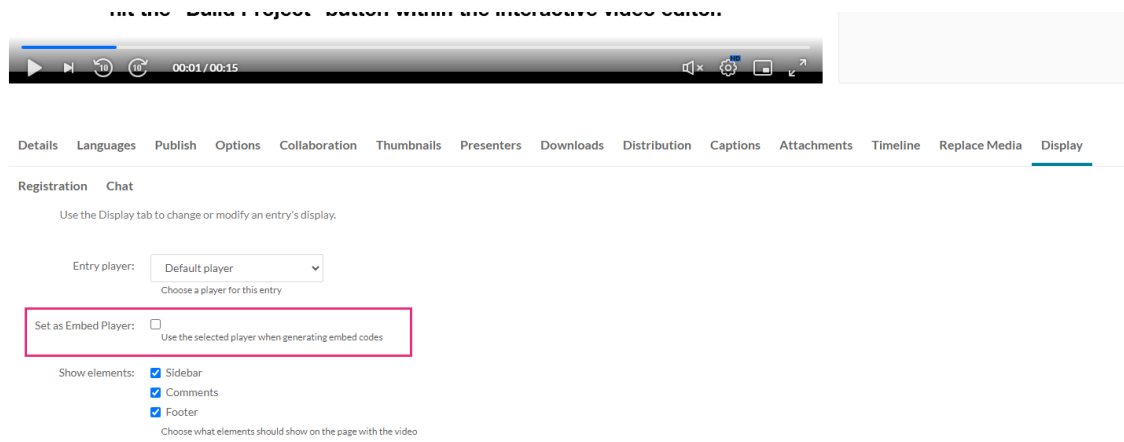 hit the "Build Project" button within the interactive video editor.
10 10 00:01 / 00:15 HD
Details Languages Publish Options Collaboration Thumbnails Presenters Downloads Distribution Captions Attachments Timeline Replace Media Display
Registration Chat
Use the Display tab to change or modify an entry's display.
Entry player: Default player
Choose a player for this entry
Set as Embed Player:
Use the selected player when generating embed codes
Show elements: Sidebar
Comments
Footer
Choose what elements should show on the page with the video